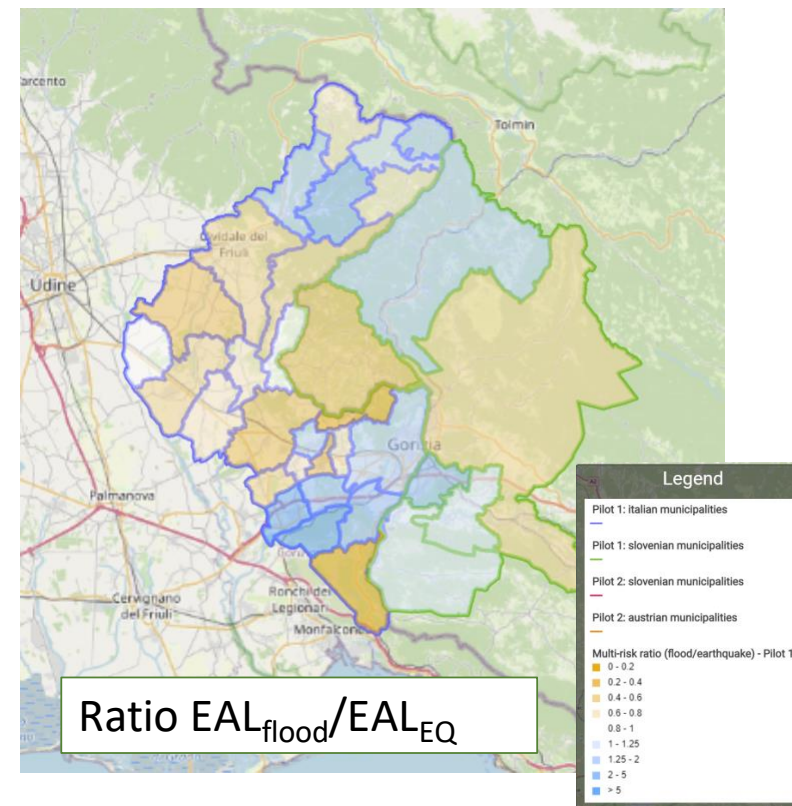 arcento
Tolmin
Cividale del
Friuli
Udine
Gorizia
Palmanova
Cervignano
del Friuli
Ronchi dei
Legionari
Monfalcone
Ratio EALflood/EALEQ
Legend
Pilot 1: italian municipalities
Pilot 1: slovenian municipalities
Pilot 2: slovenian municipalities
Pilot 2: austrian municipalities
Multi-risk ratio (flood/earthquake) - Pilot 1
0 - 0.2
0.2 - 0.4
0.4 - 0.6
0.6 - 0.8
0.8 - 1
1 - 1.25
1.25 - 2
2 - 5
> 5